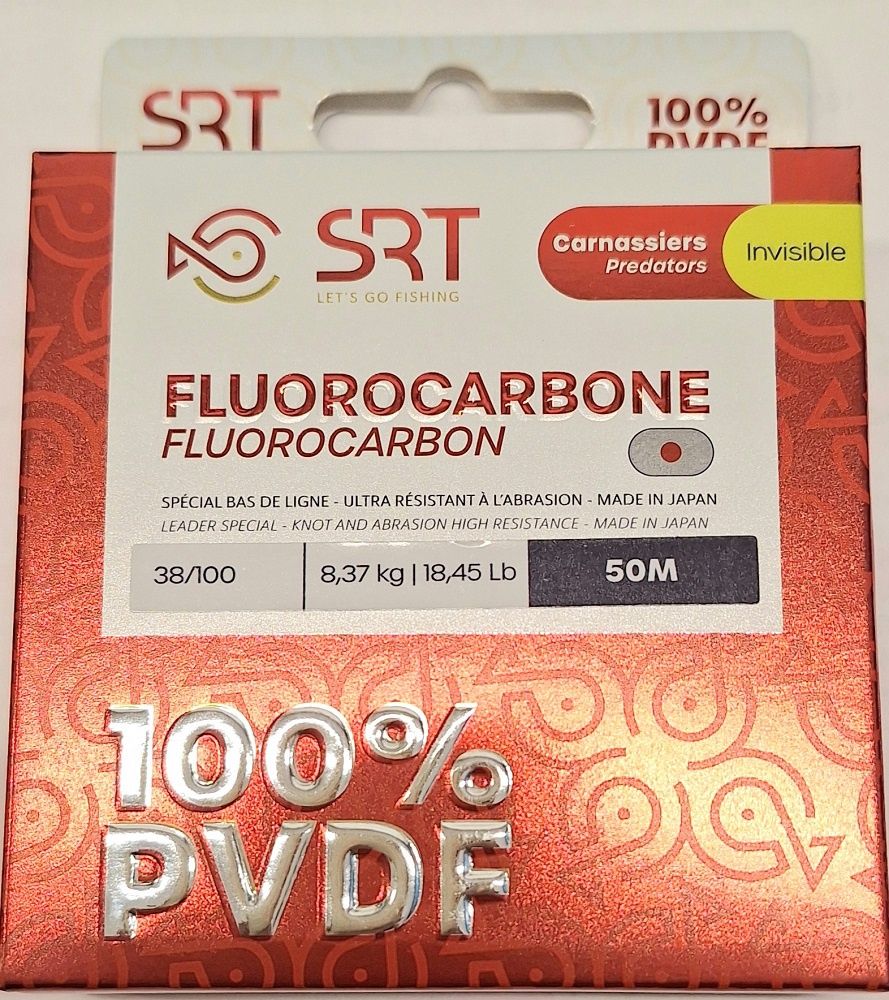 SRT
100%
PVDF
SRT
LET'S GO FISHING
Carnassiers
Predators
Invisible
FLUOROCARBONE
FLUOROCARBON
SPÉCIAL BAS DE LIGNE - ULTRA RÉSISTANT À L'ABRASION - MADE IN JAPAN
LEADER SPECIAL - KNOT AND ABRASION HIGH RESISTANCE - MADE IN JAPAN
38/100
8,37 kg | 18,45 Lb
50M
100%
PVDF